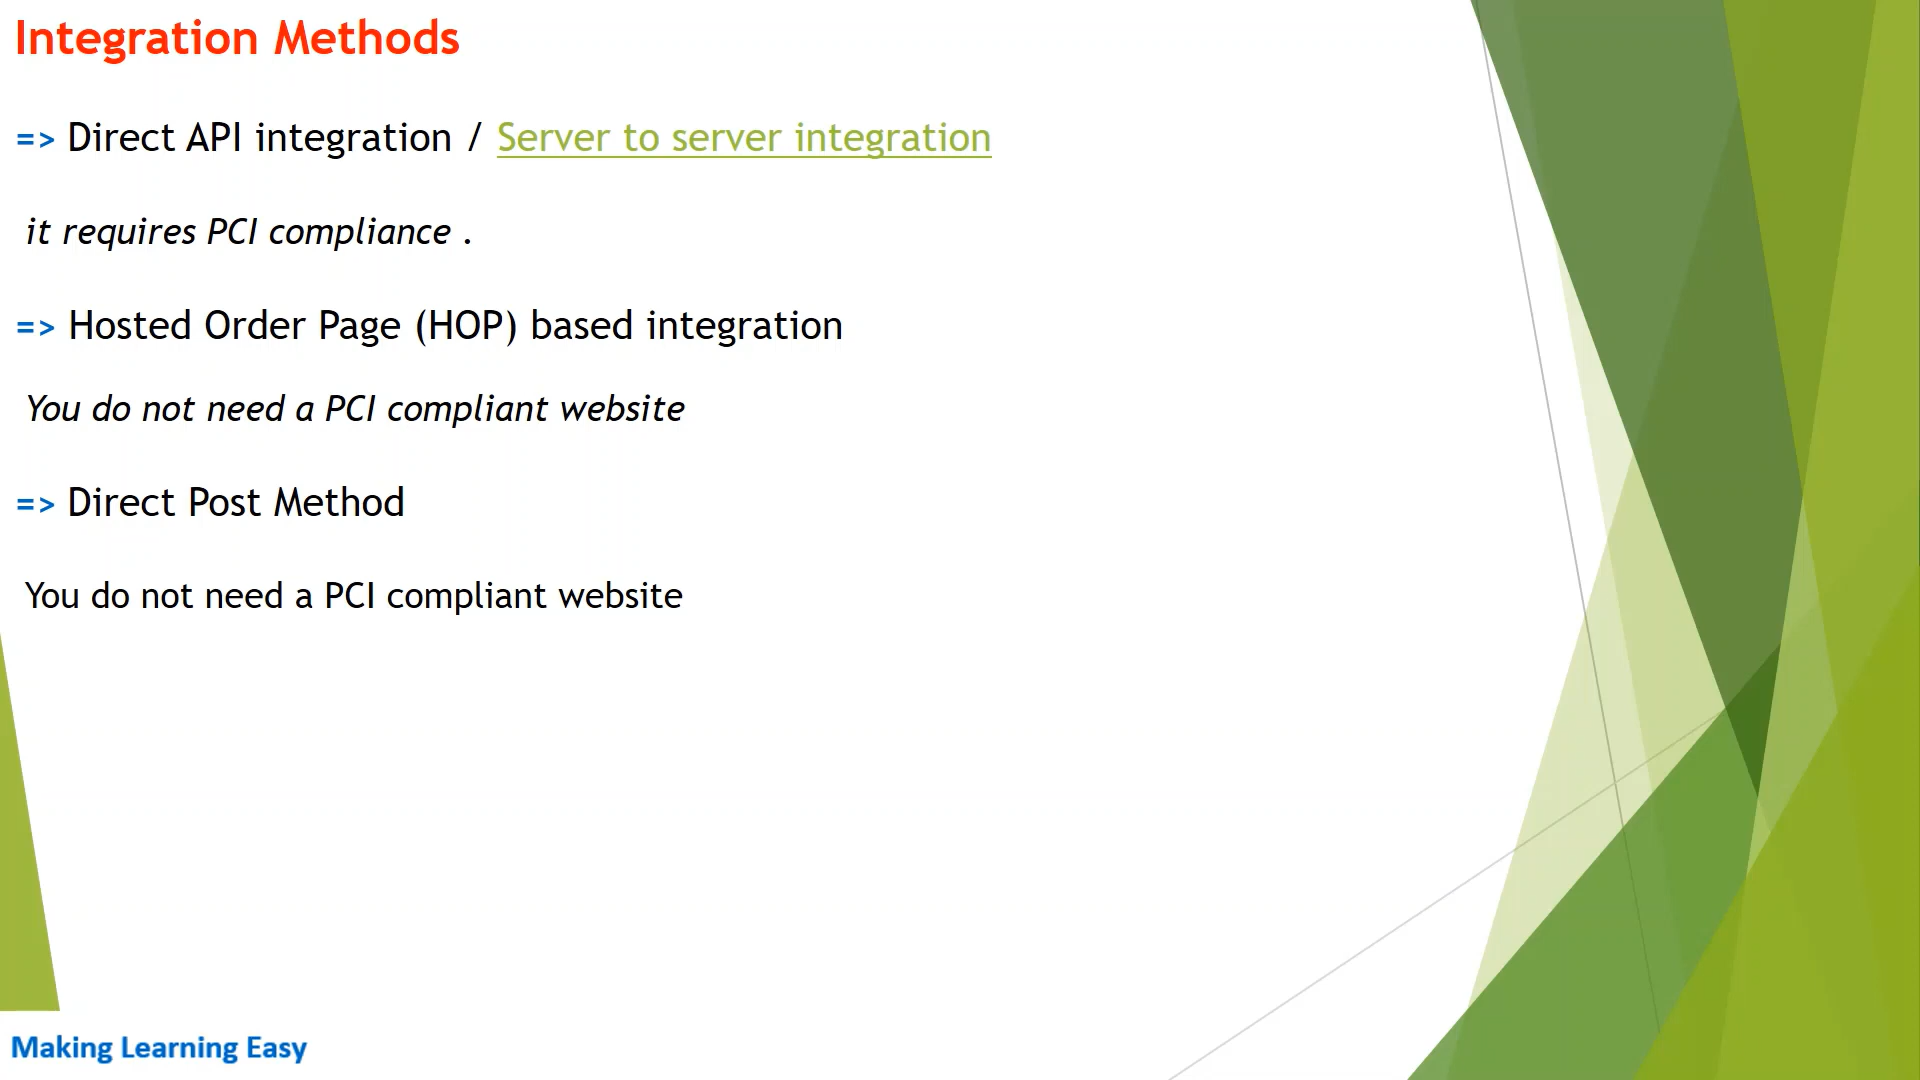 Integration Methods
=> Direct API integration / Server to server integration
it requires PCI compliance .
=> Hosted Order Page (HOP) based integration
You do not need a PCI compliant website
=> Direct Post Method
You do not need a PCI compliant website
Making Learning Easy